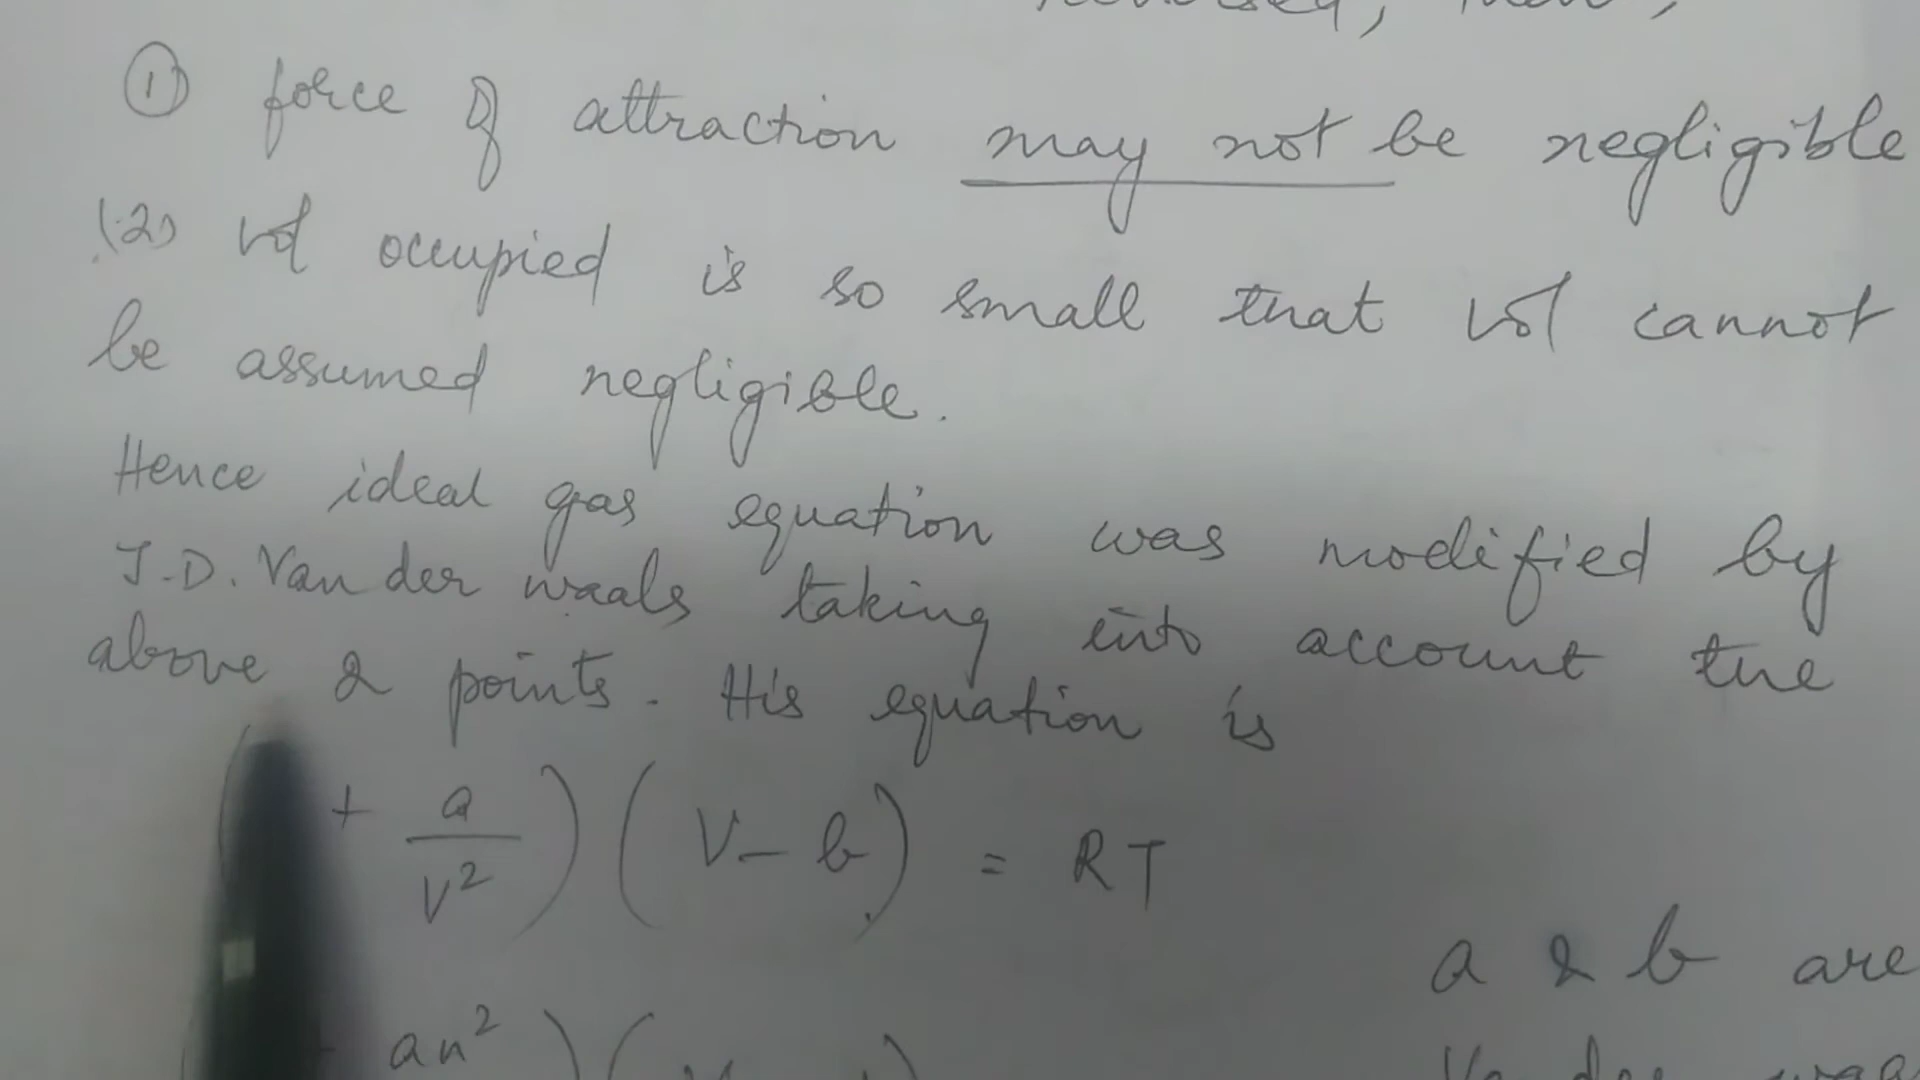 ① force of attraction may not be negligible
(2) vol occupied is so small that vol cannot
be assumed negligible.
Hence ideal gas equation was modified by
J.D. Van der waals taking into account the
above 2 points. His equation is
( + a/V²) (V - b) = RT
a & b are
an² ) (